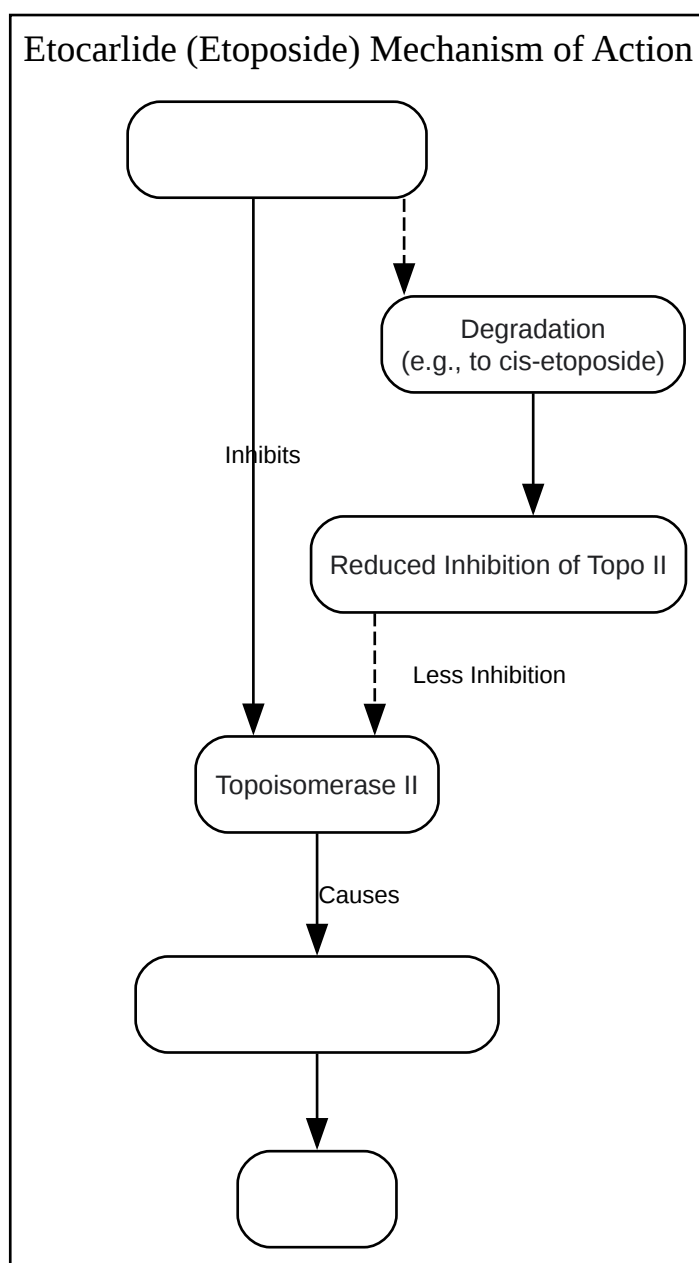 Etocarlide (Etoposide) Mechanism of Action
Degradation
(e.g., to cis-etoposide)
Inhibits
Reduced Inhibition of Topo II
Less Inhibition
Topoisomerase II
Causes